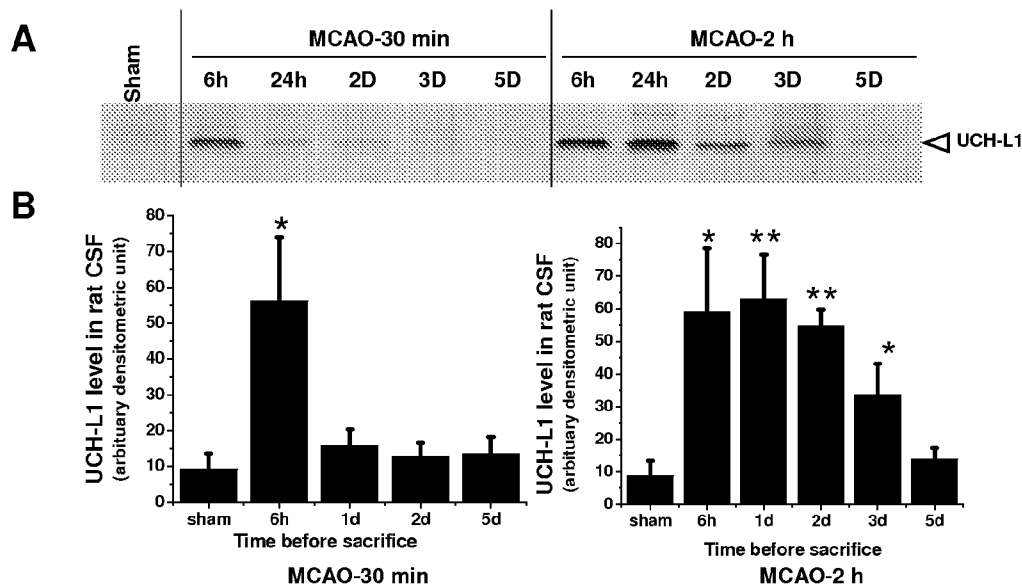 A
Sham
MCAO-30 min
MCAO-2 h
6h 24h 2D 3D 5D
6h 24h 2D 3D 5D
UCH-L1
B
UCH-L1 level in rat CSF
(arbituary densitometric unit)
80
70
60
50
40
30
20
10
0
*
sham 6h 1d 2d 5d
Time before sacrifice
MCAO-30 min
UCH-L1 level in rat CSF
(arbituary densitometric unit)
80
70
60
50
40
30
20
10
0
* ** ** *
sham 6h 1d 2d 3d 5d
Time before sacrifice
MCAO-2 h